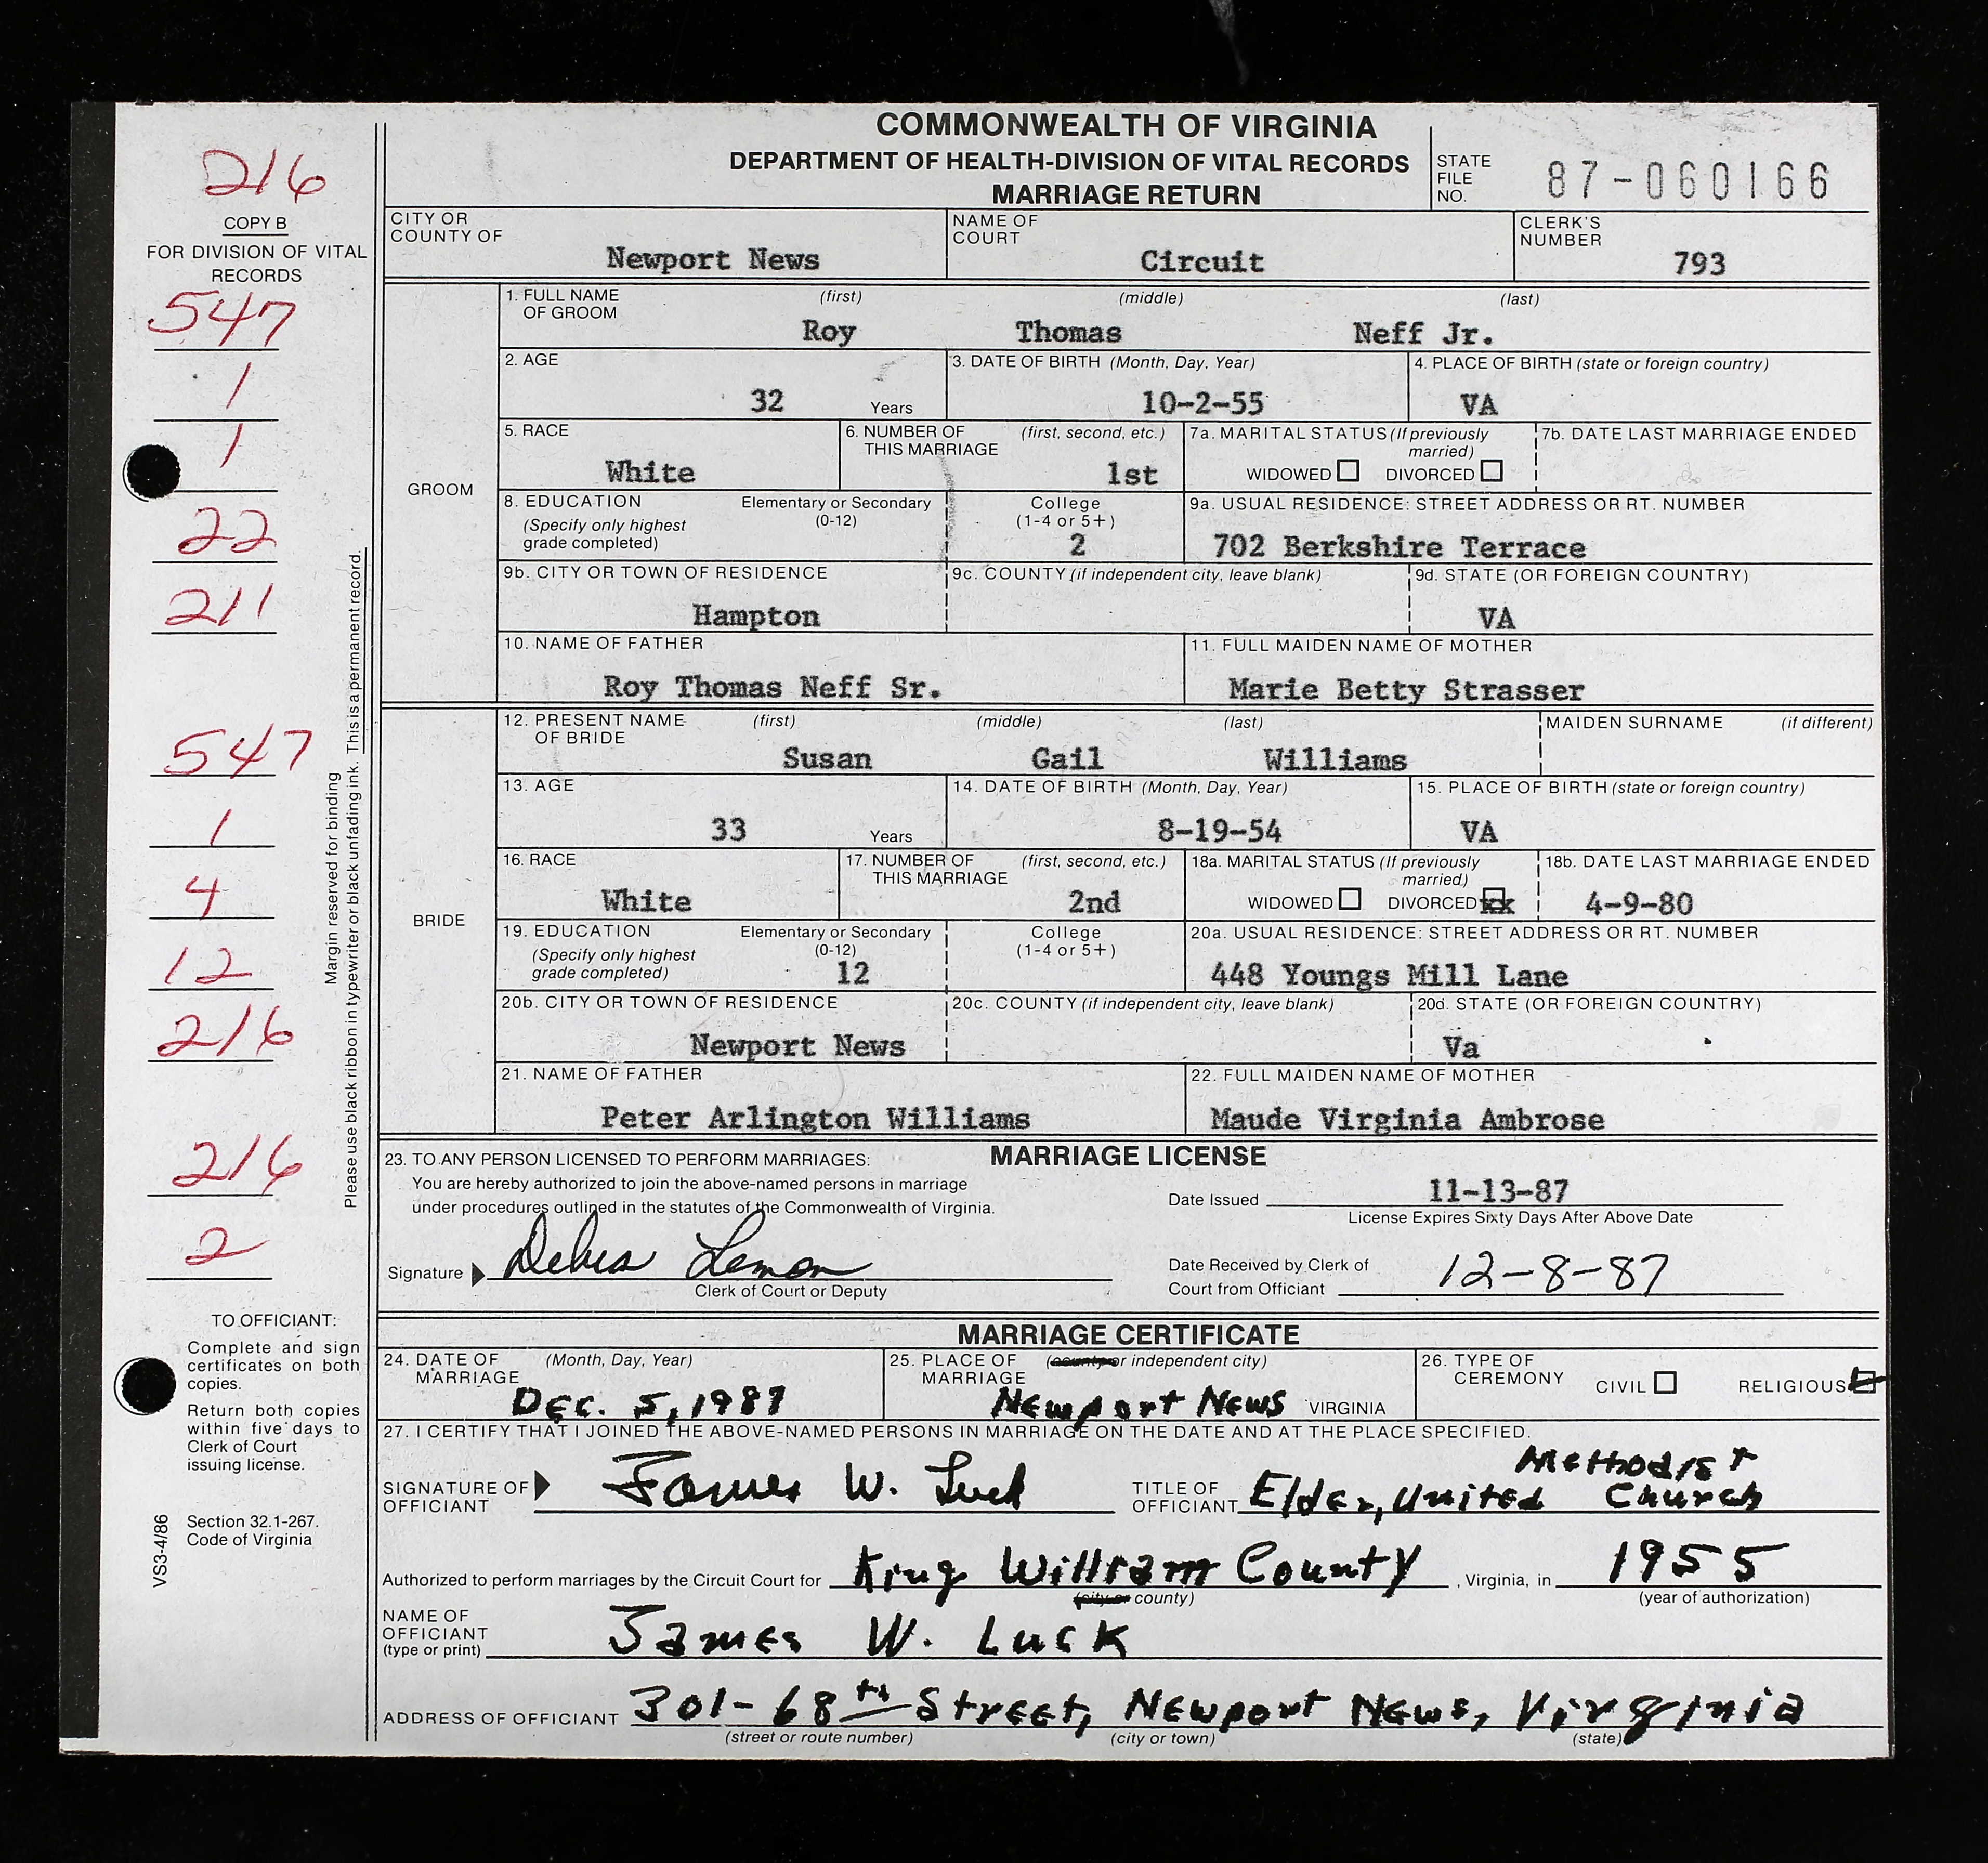 COMMONWEALTH OF VIRGINIA
DEPARTMENT OF HEALTH-DIVISION OF VITAL RECORDS
MARRIAGE RETURN
STATE FILE NO. 87-060166
216
COPY B
FOR DIVISION OF VITAL RECORDS
547
1
1
22
211
547
1
4
12
216
216
2
Margin reserved for binding
Please use black ribbon in typewriter or black unfading ink. This is a permanent record.
TO OFFICIANT:
Complete and sign
certificates on both
copies.
Return both copies
within five days to
Clerk of Court
issuing license.
Section 32.1-267.
Code of Virginia
VS3-4/86
CITY OR COUNTY OF Newport News
NAME OF COURT Circuit
CLERK'S NUMBER 793
GROOM
1. FULL NAME OF GROOM (first) (middle) (last)
Roy Thomas Neff Jr.
2. AGE 32 Years
3. DATE OF BIRTH (Month, Day, Year) 10-2-55
4. PLACE OF BIRTH (state or foreign country) VA
5. RACE White
6. NUMBER OF THIS MARRIAGE (first, second, etc.) 1st
7a. MARITAL STATUS (If previously married) WIDOWED DIVORCED
7b. DATE LAST MARRIAGE ENDED
8. EDUCATION (Specify only highest grade completed) Elementary or Secondary (0-12) College (1-4 or 5+) 2
9a. USUAL RESIDENCE: STREET ADDRESS OR RT. NUMBER 702 Berkshire Terrace
9b. CITY OR TOWN OF RESIDENCE Hampton
9c. COUNTY (if independent city, leave blank)
9d. STATE (OR FOREIGN COUNTRY) VA
10. NAME OF FATHER Roy Thomas Neff Sr.
11. FULL MAIDEN NAME OF MOTHER Marie Betty Strasser
BRIDE
12. PRESENT NAME OF BRIDE (first) (middle) (last) MAIDEN SURNAME (if different)
Susan Gail Williams
13. AGE 33 Years
14. DATE OF BIRTH (Month, Day, Year) 8-19-54
15. PLACE OF BIRTH (state or foreign country) VA
16. RACE White
17. NUMBER OF THIS MARRIAGE (first, second, etc.) 2nd
18a. MARITAL STATUS (If previously married) WIDOWED DIVORCED xx
18b. DATE LAST MARRIAGE ENDED 4-9-80
19. EDUCATION (Specify only highest grade completed) Elementary or Secondary (0-12) 12 College (1-4 or 5+)
20a. USUAL RESIDENCE: STREET ADDRESS OR RT. NUMBER 448 Youngs Mill Lane
20b. CITY OR TOWN OF RESIDENCE Newport News
20c. COUNTY (if independent city, leave blank)
20d. STATE (OR FOREIGN COUNTRY) Va
21. NAME OF FATHER Peter Arlington Williams
22. FULL MAIDEN NAME OF MOTHER Maude Virginia Ambrose
MARRIAGE LICENSE
23. TO ANY PERSON LICENSED TO PERFORM MARRIAGES:
You are hereby authorized to join the above-named persons in marriage
under procedures outlined in the statutes of the Commonwealth of Virginia.
Date Issued 11-13-87
License Expires Sixty Days After Above Date
Signature Debra Lemon
Clerk of Court or Deputy
Date Received by Clerk of Court from Officiant 12-8-87
MARRIAGE CERTIFICATE
24. DATE OF MARRIAGE (Month, Day, Year) DEC. 5, 1987
25. PLACE OF MARRIAGE (county or independent city) Newport News VIRGINIA
26. TYPE OF CEREMONY CIVIL RELIGIOUS
27. I CERTIFY THAT I JOINED THE ABOVE-NAMED PERSONS IN MARRIAGE ON THE DATE AND AT THE PLACE SPECIFIED.
SIGNATURE OF OFFICIANT James W. Luck
TITLE OF OFFICIANT Elder, United Methodist Church
Authorized to perform marriages by the Circuit Court for King William County, Virginia, in 1955
(city or county) (year of authorization)
NAME OF OFFICIANT (type or print) James W. Luck
ADDRESS OF OFFICIANT 301-68th Street, Newport News, Virginia
(street or route number) (city or town) (state)